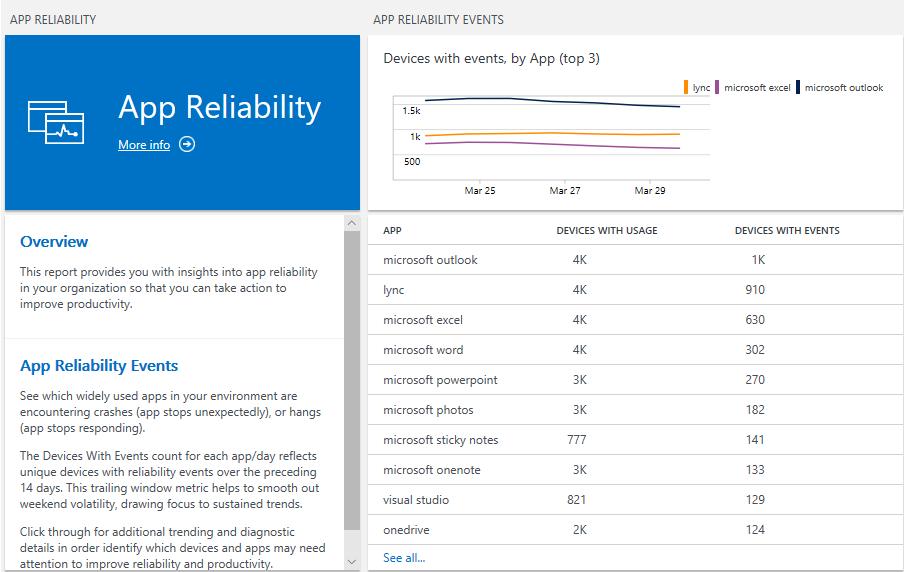 APP RELIABILITY
App Reliability
More info
Overview
This report provides you with insights into app reliability
in your organization so that you can take action to
improve productivity.
App Reliability Events
See which widely used apps in your environment are
encountering crashes (app stops unexpectedly), or hangs
(app stops responding).
The Devices With Events count for each app/day reflects
unique devices with reliability events over the preceding
14 days. This trailing window metric helps to smooth out
weekend volatility, drawing focus to sustained trends.
Click through for additional trending and diagnostic
details in order identify which devices and apps may need
attention to improve reliability and productivity.
APP RELIABILITY EVENTS
Devices with events, by App (top 3)
lync microsoft excel microsoft outlook
1.5k
1k
500
Mar 25 Mar 27 Mar 29
APP DEVICES WITH USAGE DEVICES WITH EVENTS
microsoft outlook 4K 1K
lync 4K 910
microsoft excel 4K 630
microsoft word 4K 302
microsoft powerpoint 3K 270
microsoft photos 3K 182
microsoft sticky notes 777 141
microsoft onenote 3K 133
visual studio 821 129
onedrive 2K 124
See all...